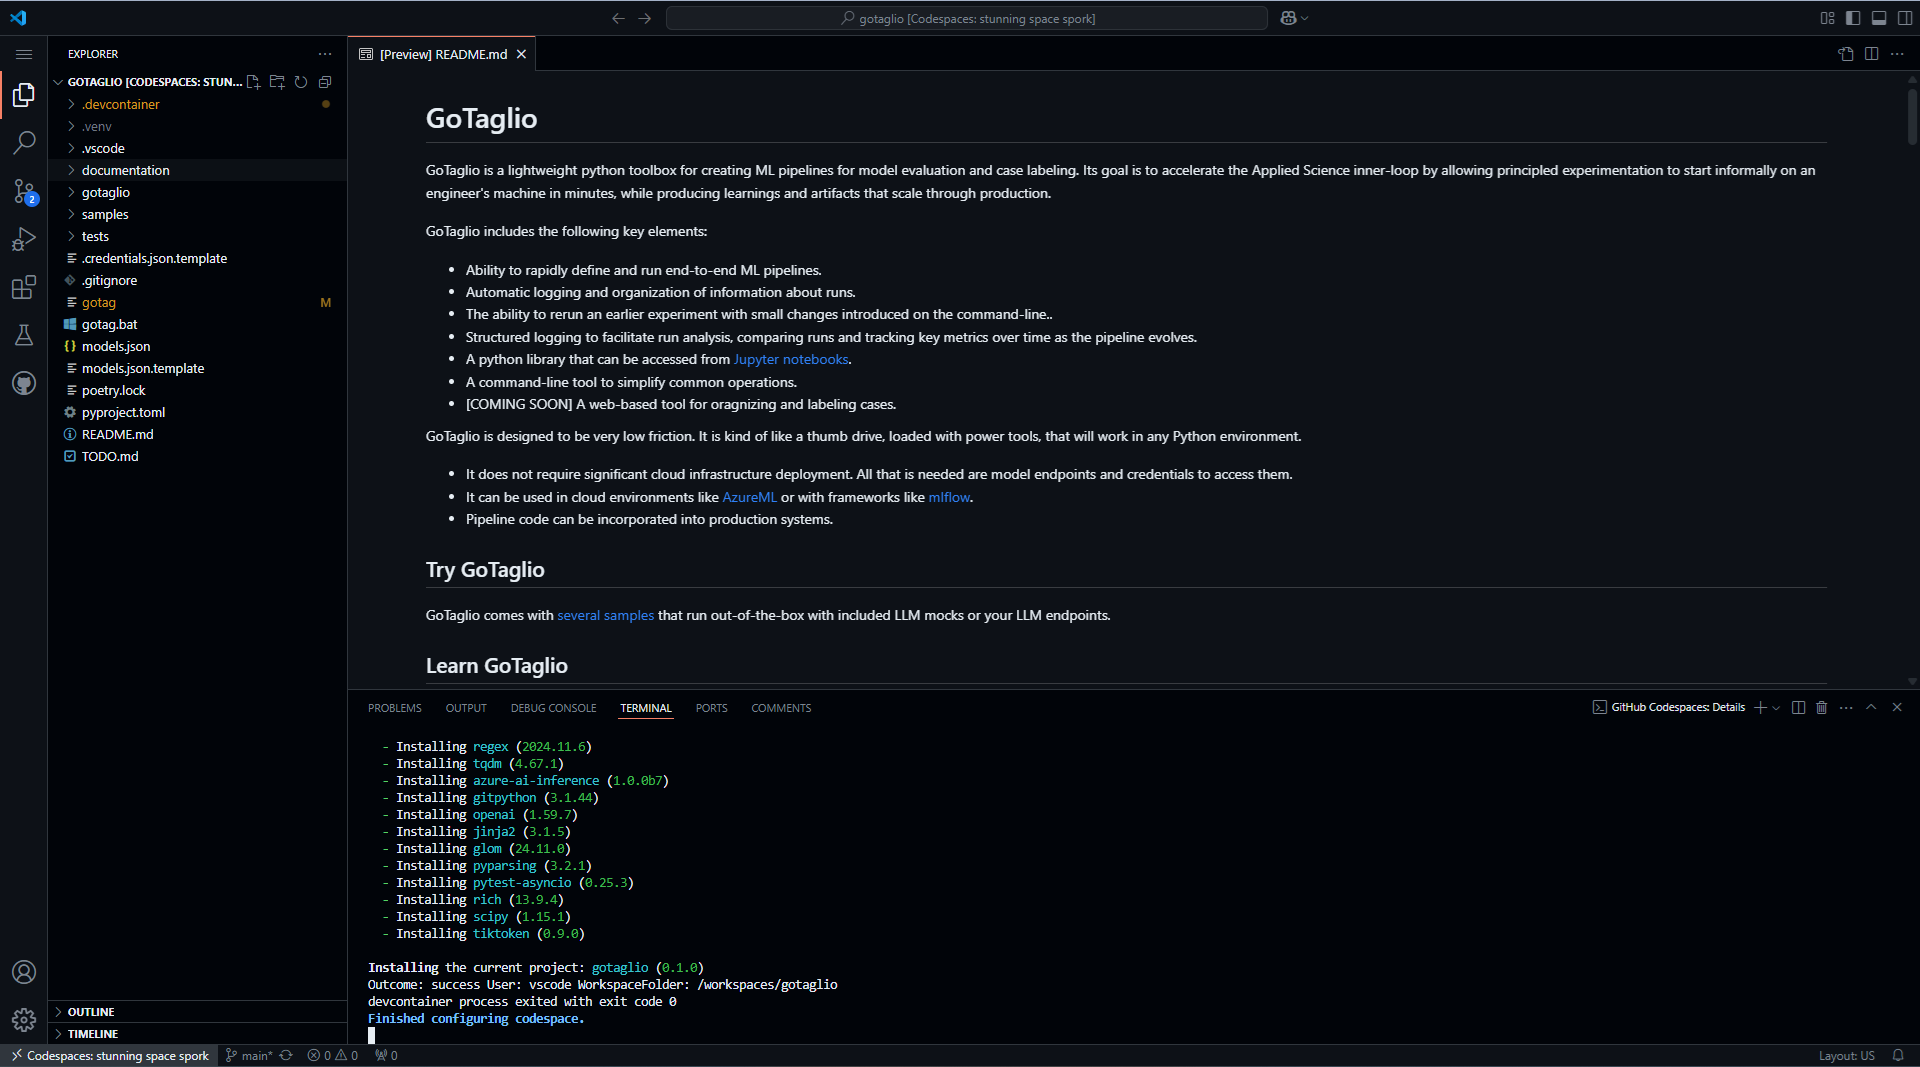 gotaglio [Codespaces: stunning space spork]
EXPLORER
GOTAGLIO [CODESPACES: STUN...
.devcontainer
.venv
.vscode
documentation
gotaglio
samples
tests
.credentials.json.template
.gitignore
gotag M
gotag.bat
models.json
models.json.template
poetry.lock
pyproject.toml
README.md
TODO.md
OUTLINE
TIMELINE
2
[Preview] README.md
GoTaglio
GoTaglio is a lightweight python toolbox for creating ML pipelines for model evaluation and case labeling. Its goal is to accelerate the Applied Science inner-loop by allowing principled experimentation to start informally on an
engineer's machine in minutes, while producing learnings and artifacts that scale through production.
GoTaglio includes the following key elements:
• Ability to rapidly define and run end-to-end ML pipelines.
• Automatic logging and organization of information about runs.
• The ability to rerun an earlier experiment with small changes introduced on the command-line..
• Structured logging to facilitate run analysis, comparing runs and tracking key metrics over time as the pipeline evolves.
• A python library that can be accessed from Jupyter notebooks.
• A command-line tool to simplify common operations.
• [COMING SOON] A web-based tool for oragnizing and labeling cases.
GoTaglio is designed to be very low friction. It is kind of like a thumb drive, loaded with power tools, that will work in any Python environment.
• It does not require significant cloud infrastructure deployment. All that is needed are model endpoints and credentials to access them.
• It can be used in cloud environments like AzureML or with frameworks like mlflow.
• Pipeline code can be incorporated into production systems.
Try GoTaglio
GoTaglio comes with several samples that run out-of-the-box with included LLM mocks or your LLM endpoints.
Learn GoTaglio
PROBLEMS OUTPUT DEBUG CONSOLE TERMINAL PORTS COMMENTS
GitHub Codespaces: Details
- Installing regex (2024.11.6)
- Installing tqdm (4.67.1)
- Installing azure-ai-inference (1.0.0b7)
- Installing gitpython (3.1.44)
- Installing openai (1.59.7)
- Installing jinja2 (3.1.5)
- Installing glom (24.11.0)
- Installing pyparsing (3.2.1)
- Installing pytest-asyncio (0.25.3)
- Installing rich (13.9.4)
- Installing scipy (1.15.1)
- Installing tiktoken (0.9.0)
Installing the current project: gotaglio (0.1.0)
Outcome: success User: vscode WorkspaceFolder: /workspaces/gotaglio
devcontainer process exited with exit code 0
Finished configuring codespace.
Codespaces: stunning space spork main* 0 0 0 Layout: US